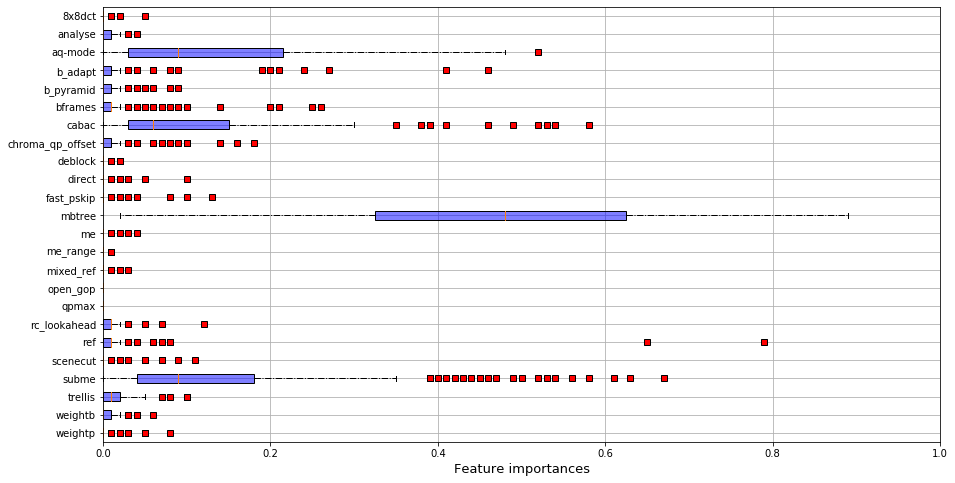 8x8dct
analyse
aq-mode
b_adapt
b_pyramid
bframes
cabac
chroma_qp_offset
deblock
direct
fast_pskip
mbtree
me
me_range
mixed_ref
open_gop
qpmax
rc_lookahead
ref
scenecut
subme
trellis
weightb
weightp
0.0 0.2 0.4 0.6 0.8 1.0
Feature importances